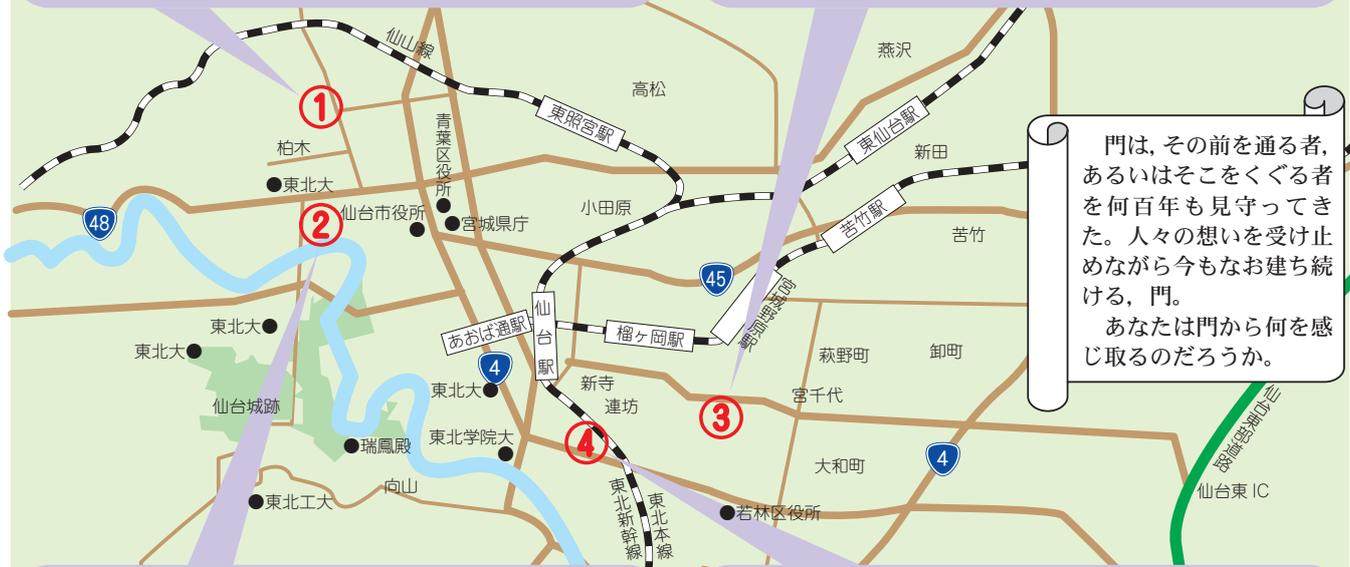 仙山線
燕沢
高松
①
東照宮駅
東仙台駅
青葉区役所
柏木
新田
東北大
小田原
48
②
仙台市役所
宮城県庁
苦竹駅
苦竹
45
宮城野原駅
仙台駅
あおば通駅
榴ヶ岡駅
東北大
東北大
萩野町
卸町
4
新寺
東北大
連坊
宮千代
仙台城跡
③
④
瑞鳳殿
東北学院大
大和町
4
向山
東北工大
東北新幹線
東北本線
若林区役所
仙台東部道路
仙台東IC
門は，その前を通る者，
あるいはそこをくぐる者
を何百年も見守ってき
た。人々の想いを受け止
めながら今もなお建ち続
ける，門。
あなたは門から何を感
じ取るのだろうか。